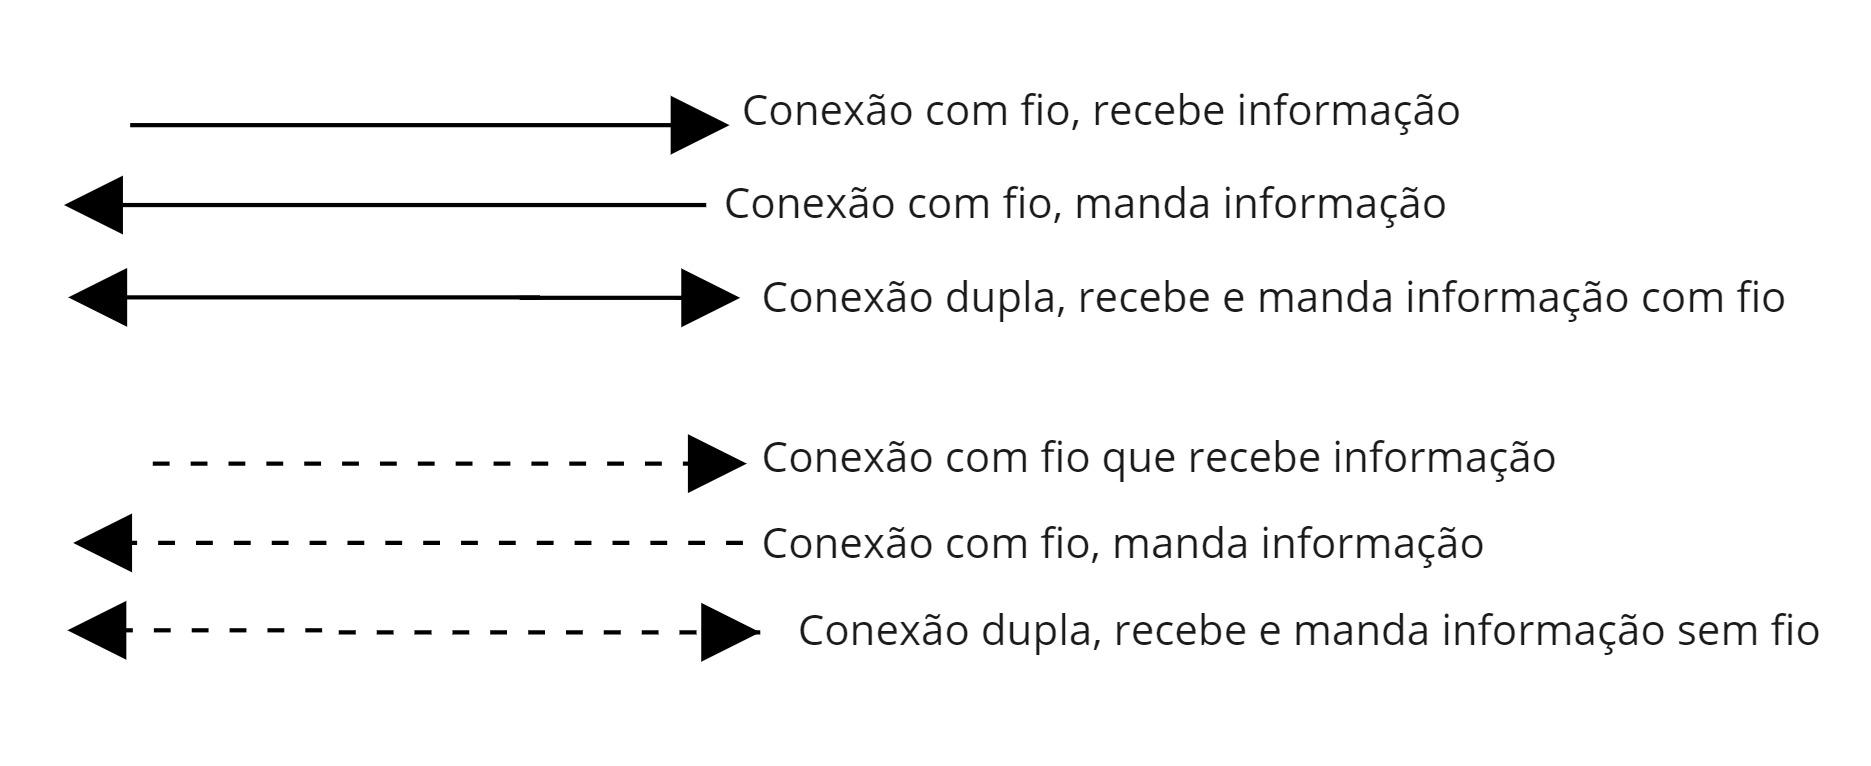 Conexão com fio, recebe informação
Conexão com fio, manda informação
Conexão dupla, recebe e manda informação com fio
Conexão com fio que recebe informação
Conexão com fio, manda informação
Conexão dupla, recebe e manda informação sem fio